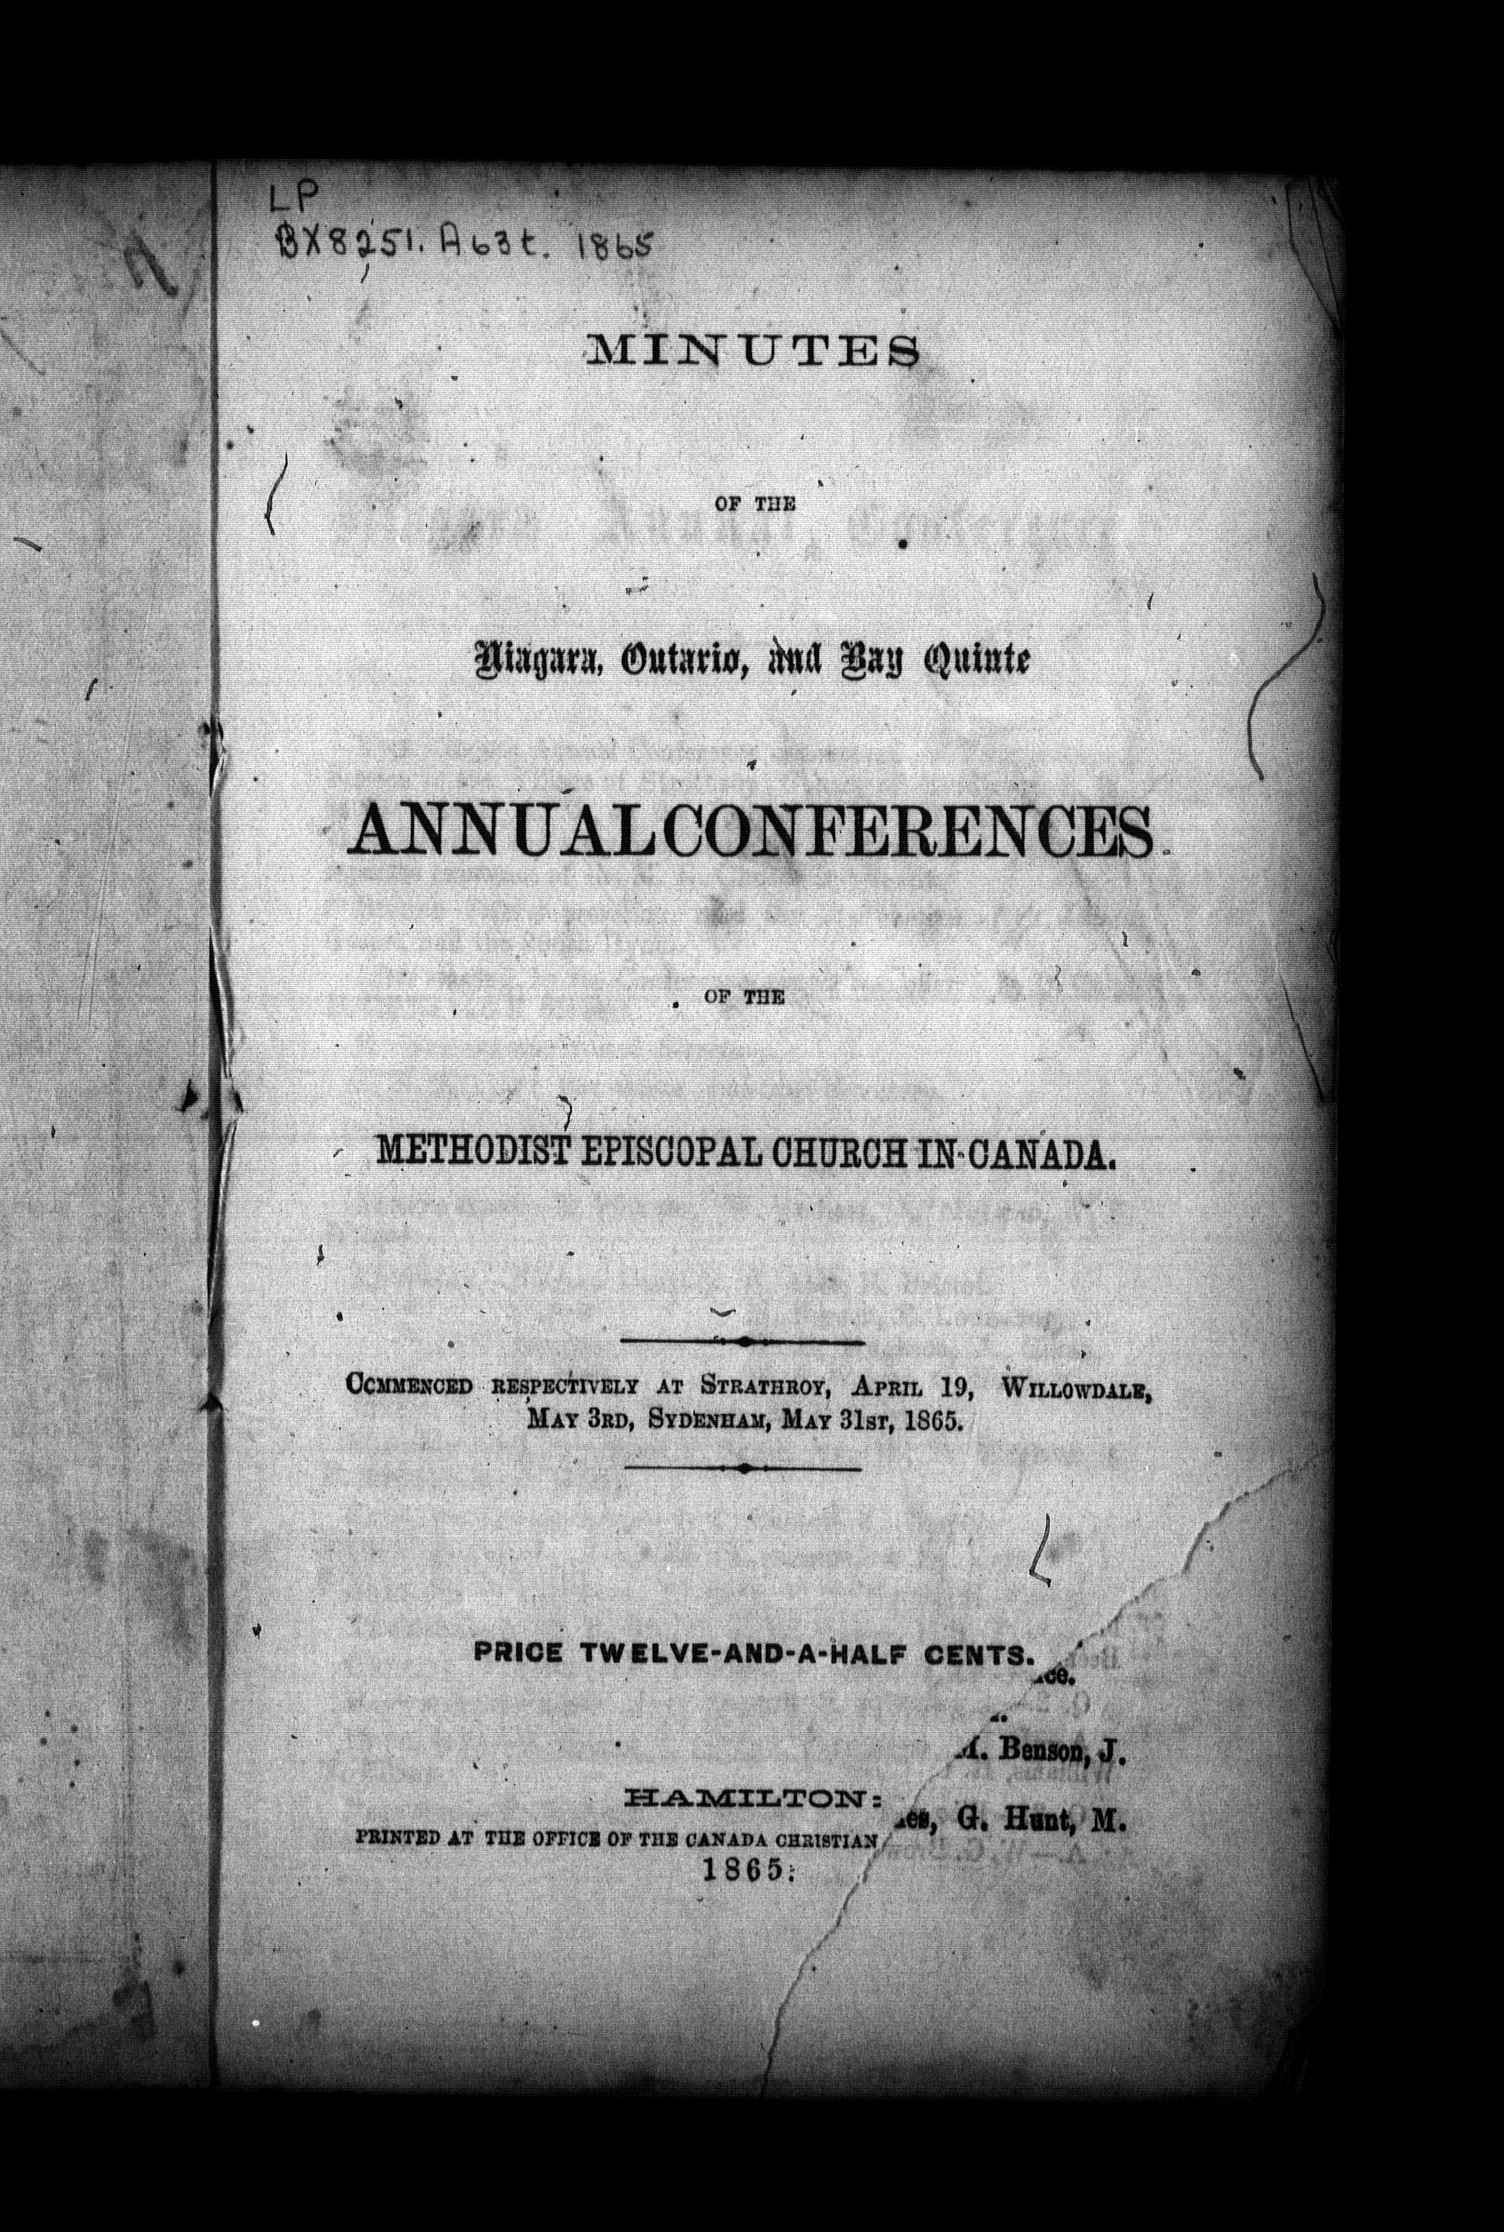 LP
BX8251.A63t. 1865
MINUTES
OF THE
Niagara, Ontario, and Bay Quinte
ANNUAL CONFERENCES
OF THE
METHODIST EPISCOPAL CHURCH IN CANADA.
COMMENCED RESPECTIVELY AT STRATHROY, APRIL 19, WILLOWDALE,
MAY 3RD, SYDENHAM, MAY 31ST, 1865.
PRICE TWELVE-AND-A-HALF CENTS.
Benson, J.
HAMILTON:
G. Hunt, M.
PRINTED AT THE OFFICE OF THE CANADA CHRISTIAN
1865.